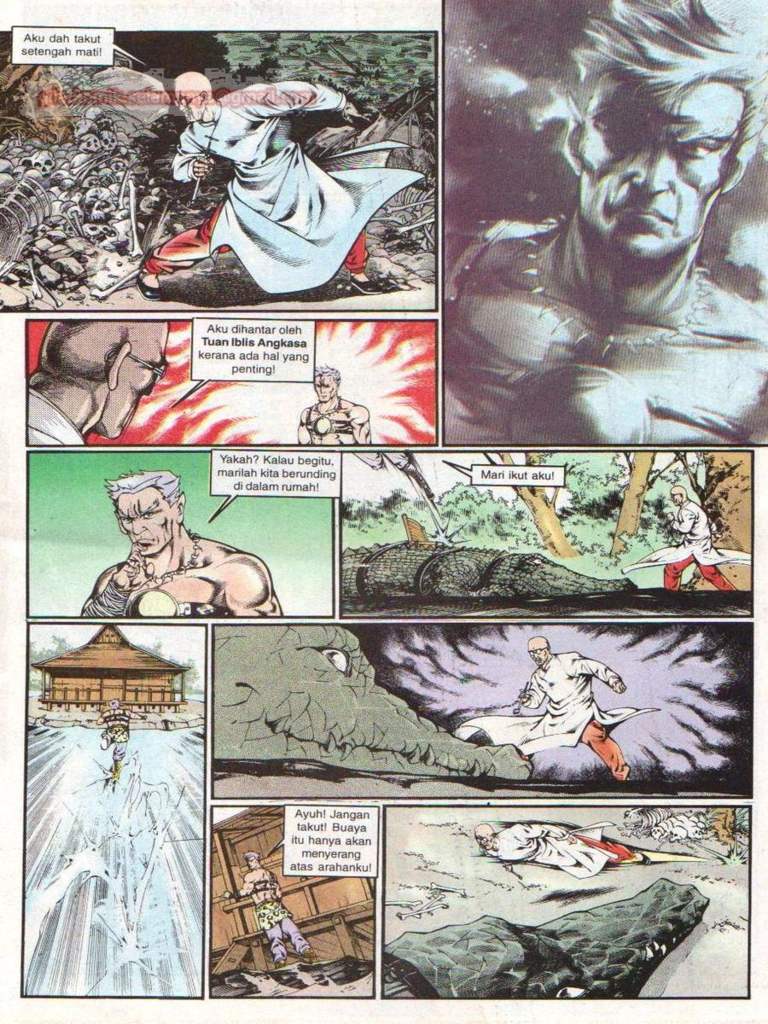 Aku dah takut
setengah mati!
Aku dihantar oleh
Tuan Iblis Angkasa
kerana ada hal yang
penting!
Yakah? Kalau begitu,
marilah kita berunding
di dalam rumah!
Mari ikut aku!
Ayuh! Jangan
takut! Buaya
itu hanya akan
menyerang
atas arahanku!